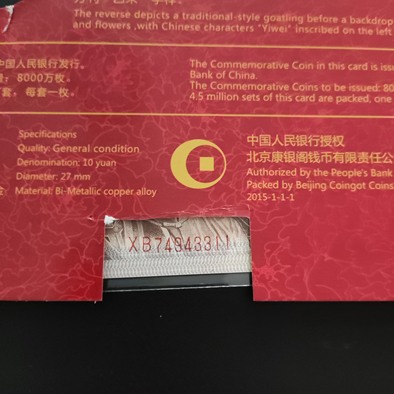 The reverse depicts a traditional-style goatling before a backdrop
and flowers ,with Chinese characters "Yiwei" inscribed on the left
中国人民银行发行。
8000万枚。
套，每套一枚。
The Commemorative Coin in this card is issu
Bank of China.
The Commemorative Coins to be issued: 80
4.5 million sets of this card are packed, one
Specifications
Quality: General condition
Denomination: 10 yuan
Diameter: 27 mm
Material: Bi-Metallic copper alloy
中国人民银行授权
北京康银阁钱币有限责任公
Authorized by the People's Bank
Packed by Beijing Coingot Coins
2015-1-1-1
XB74943311